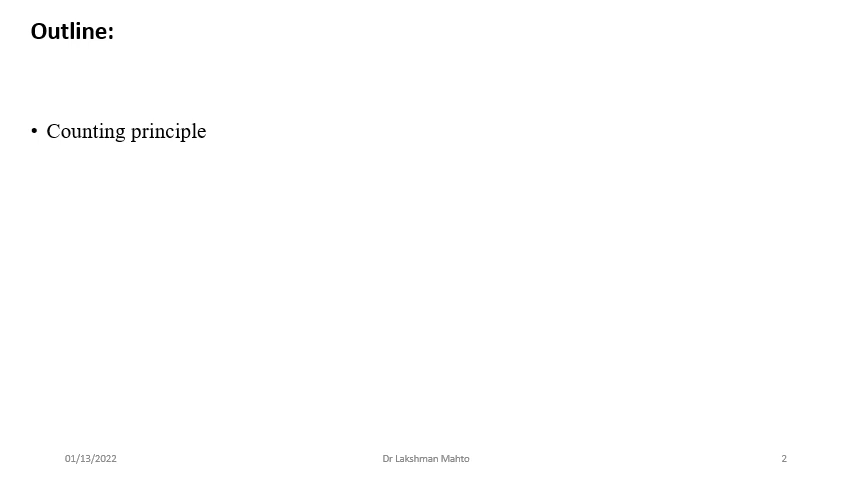 Outline:
• Counting principle
01/13/2022 Dr Lakshman Mahto 2